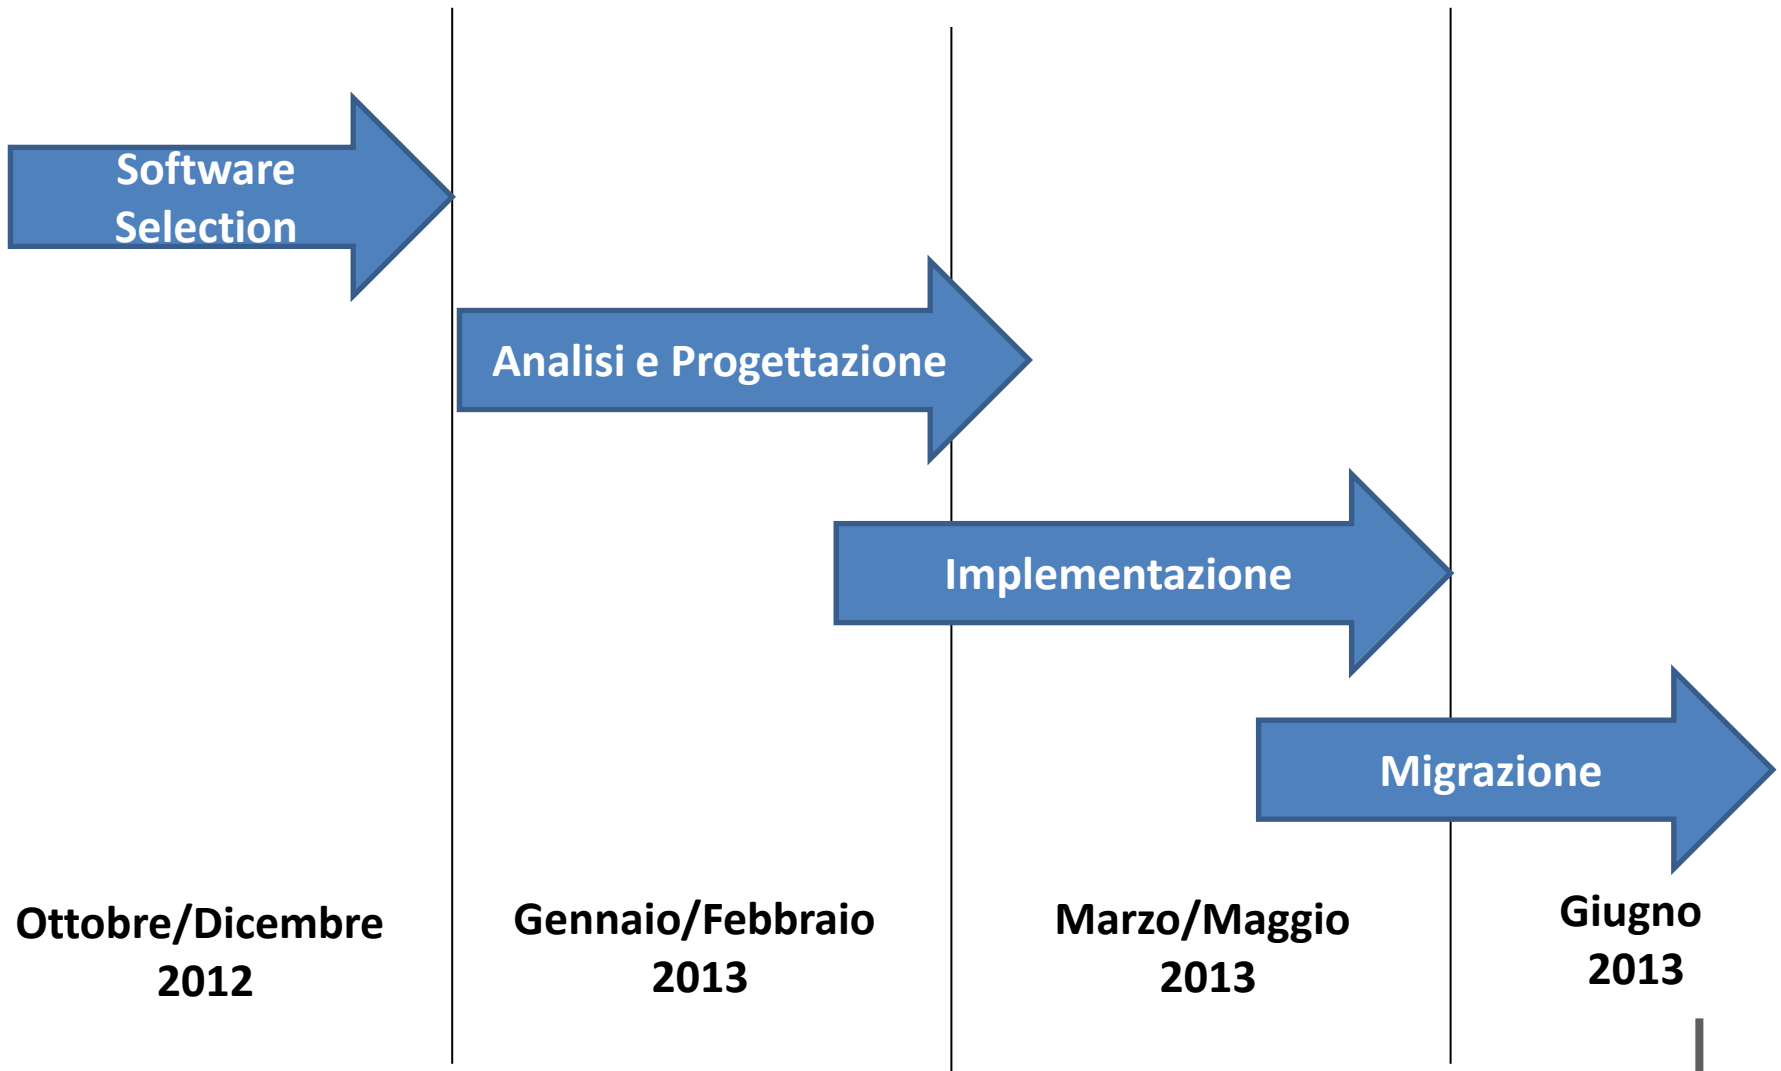 Software
Selection
Analisi e Progettazione
Implementazione
Migrazione
Ottobre/Dicembre
2012
Gennaio/Febbraio
2013
Marzo/Maggio
2013
Giugno
2013